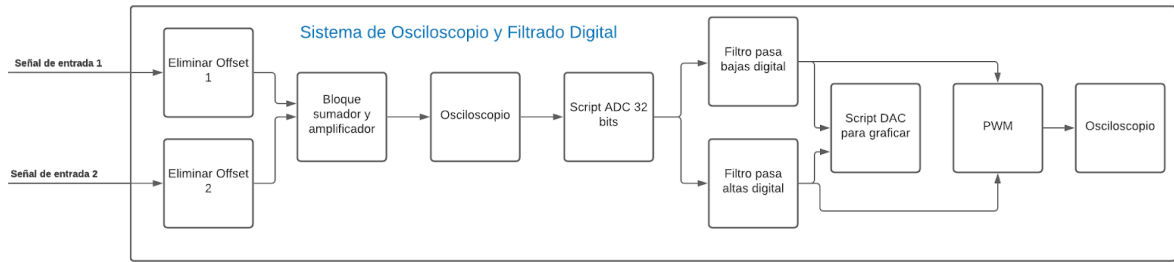 Sistema de Osciloscopio y Filtrado Digital
Señal de entrada 1
Eliminar Offset
1
Señal de entrada 2
Eliminar Offset
2
Bloque
sumador y
amplificador
Osciloscopio
Script ADC 32
bits
Filtro pasa
bajas digital
Filtro pasa
altas digital
Script DAC
para graficar
PWM
Osciloscopio